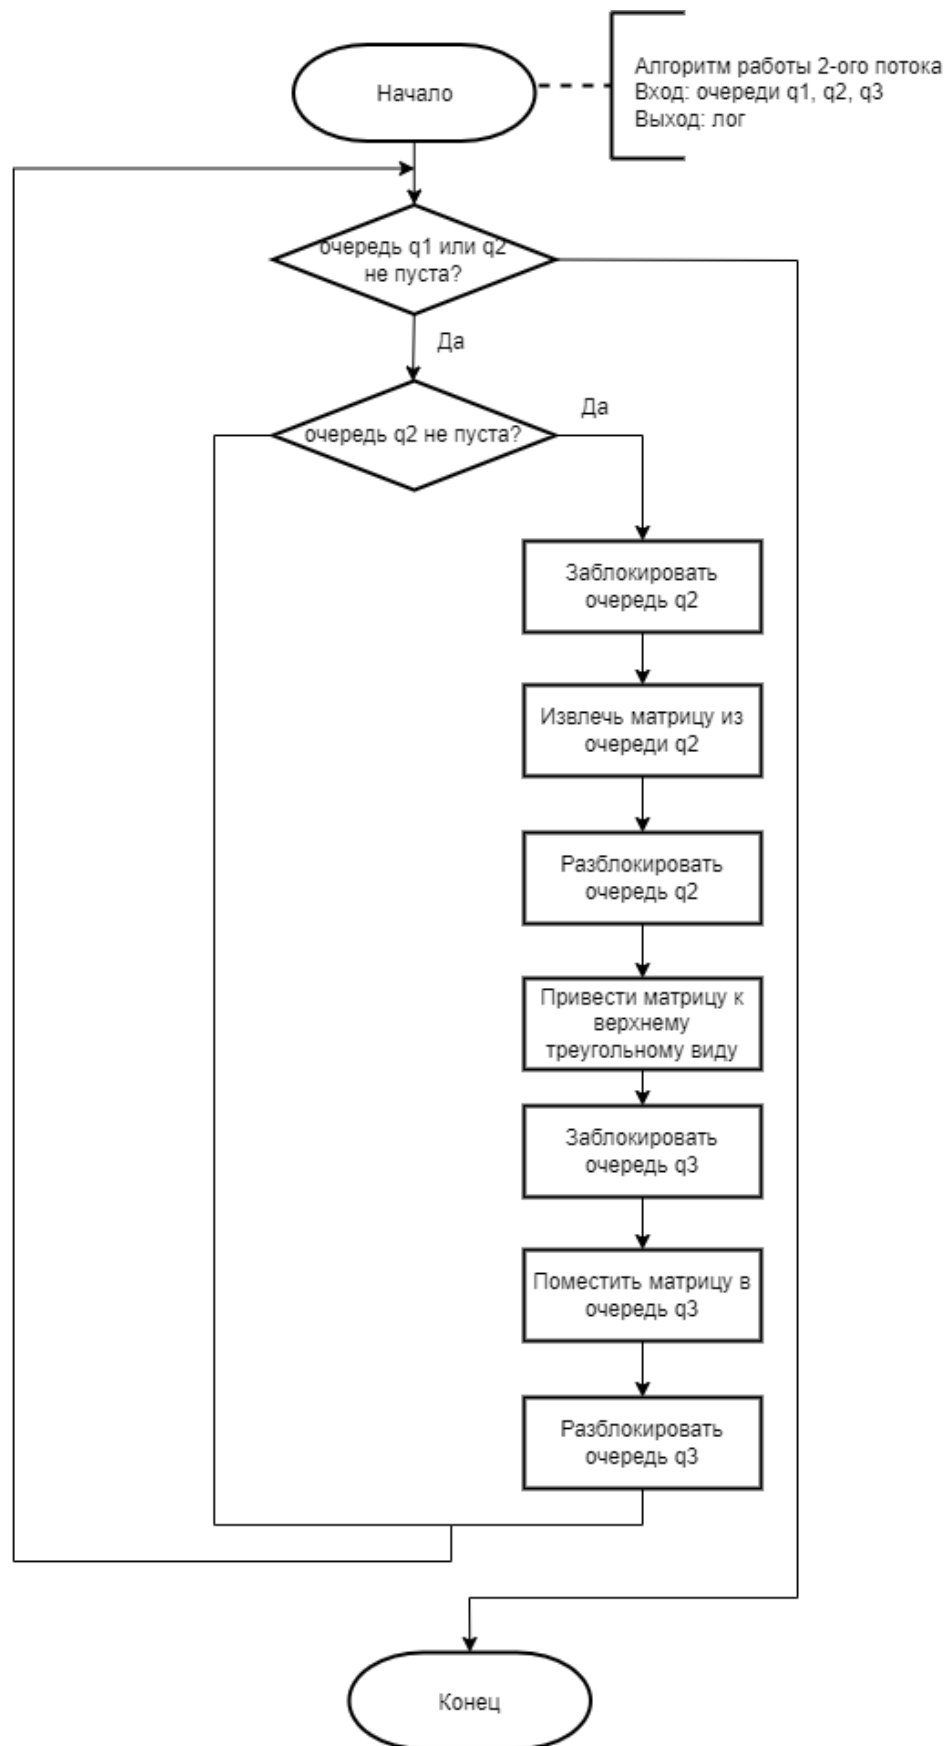 Начало
Алгоритм работы 2-ого потока
Вход: очереди q1, q2, q3
Выход: лог
очередь q1 или q2
не пуста?
Да
очередь q2 не пуста?
Да
Заблокировать
очередь q2
Извлечь матрицу из
очереди q2
Разблокировать
очередь q2
Привести матрицу к
верхнему
треугольному виду
Заблокировать
очередь q3
Поместить матрицу в
очередь q3
Разблокировать
очередь q3
Конец